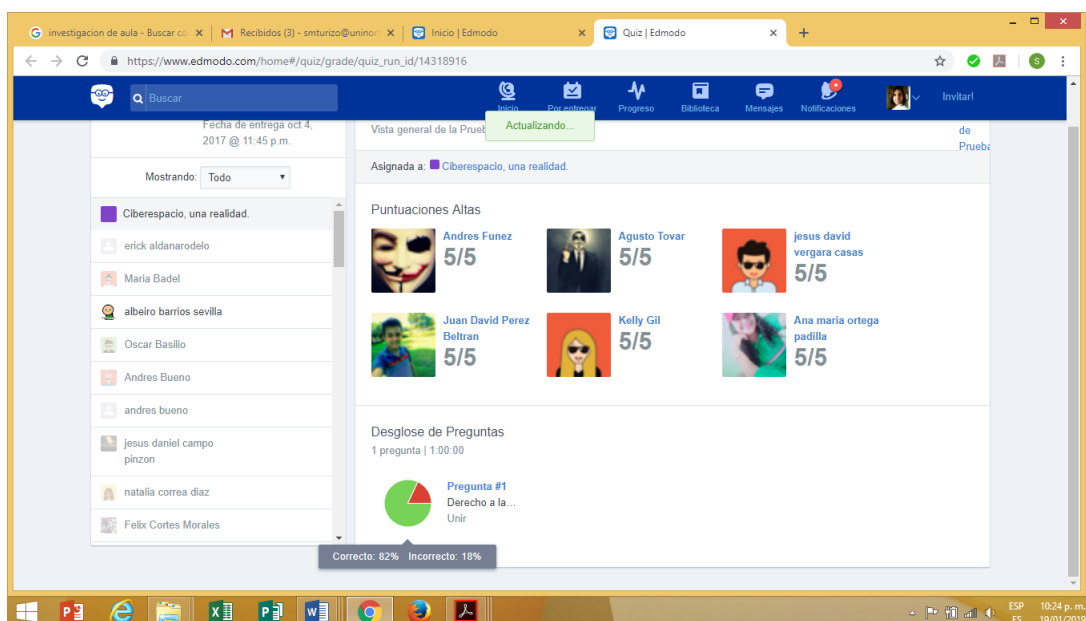 investigacion de aula - Buscar co
Recibidos (3) - smturizo@uninor
Inicio | Edmodo
Quiz | Edmodo
https://www.edmodo.com/home#/quiz/grade/quiz_run_id/14318916
S
Buscar
Inicio
Por entregar
Progreso
Biblioteca
Mensajes
Notificaciones
Invitar!
Actualizando...
Fecha de entrega oct 4,
2017 @ 11:45 p.m.
Mostrando: Todo
Ciberespacio, una realidad.
erick aldanarodelo
Maria Badel
albeiro barrios sevilla
Oscar Basilio
Andres Bueno
andres bueno
jesus daniel campo
pinzon
natalia correa diaz
Felix Cortes Morales
Vista general de la Prueb
de
Prueba
Asignada a: Ciberespacio, una realidad.
Puntuaciones Altas
Andres Funez
5/5
Agusto Tovar
5/5
jesus david
vergara casas
5/5
Juan David Perez
Beltran
5/5
Kelly Gil
5/5
Ana maria ortega
padilla
5/5
Desglose de Preguntas
1 pregunta | 1:00:00
Pregunta #1
Derecho a la...
Unir
Correcto: 82% Incorrecto: 18%
ESP
ES
10:24 p. m.
19/01/2019